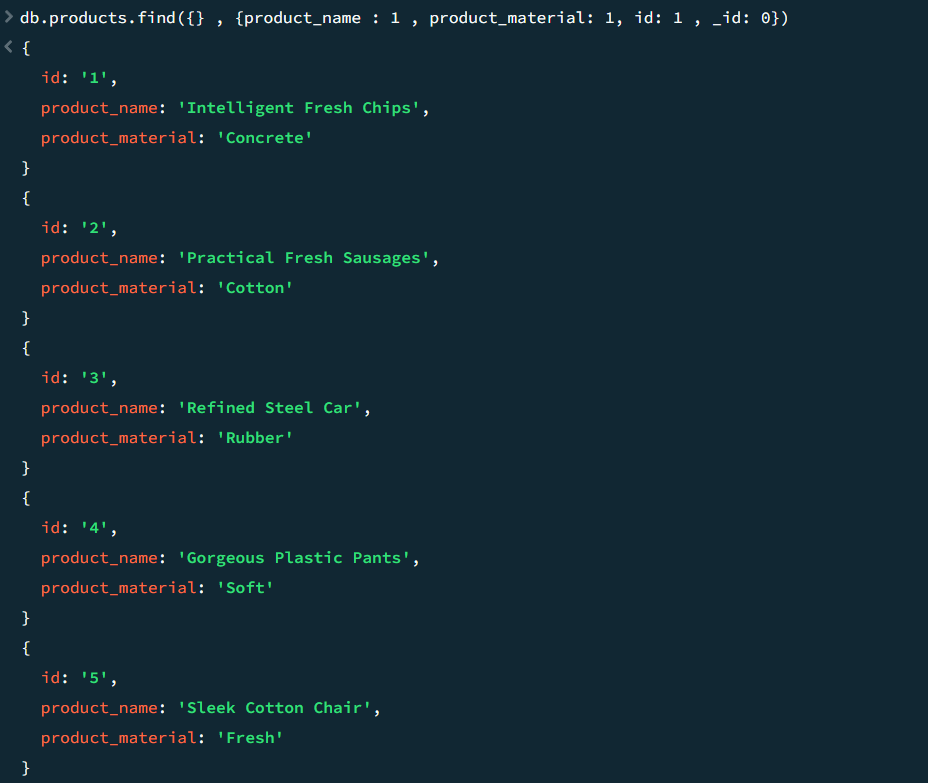 db.products.find({} , {product_name : 1 , product_material: 1, id: 1 , _id: 0})
{
id: '1',
product_name: 'Intelligent Fresh Chips',
product_material: 'Concrete'
}
{
id: '2',
product_name: 'Practical Fresh Sausages',
product_material: 'Cotton'
}
{
id: '3',
product_name: 'Refined Steel Car',
product_material: 'Rubber'
}
{
id: '4',
product_name: 'Gorgeous Plastic Pants',
product_material: 'Soft'
}
{
id: '5',
product_name: 'Sleek Cotton Chair',
product_material: 'Fresh'
}